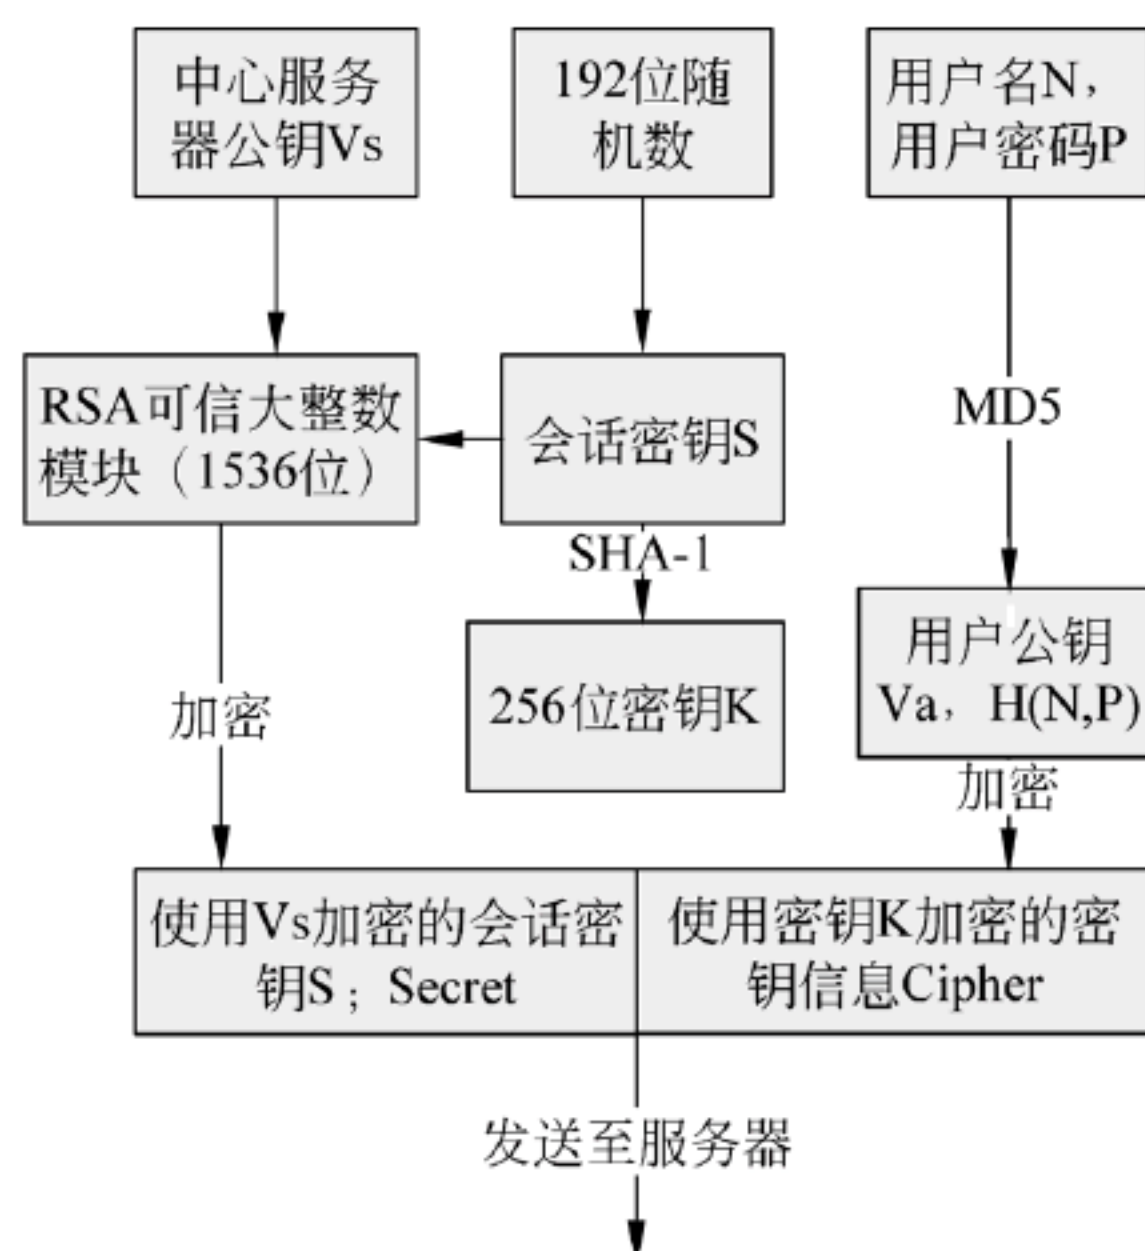 中心服务
器公钥Vs
192位随
机数
用户名N，
用户密码P
RSA可信大整数
模块（1536位）
会话密钥S
MD5
SHA-1
256位密钥K
用户公钥
Va，H(N,P)
加密
加密
使用Vs加密的会话密
钥S；Secret
使用密钥K加密的密
钥信息Cipher
发送至服务器